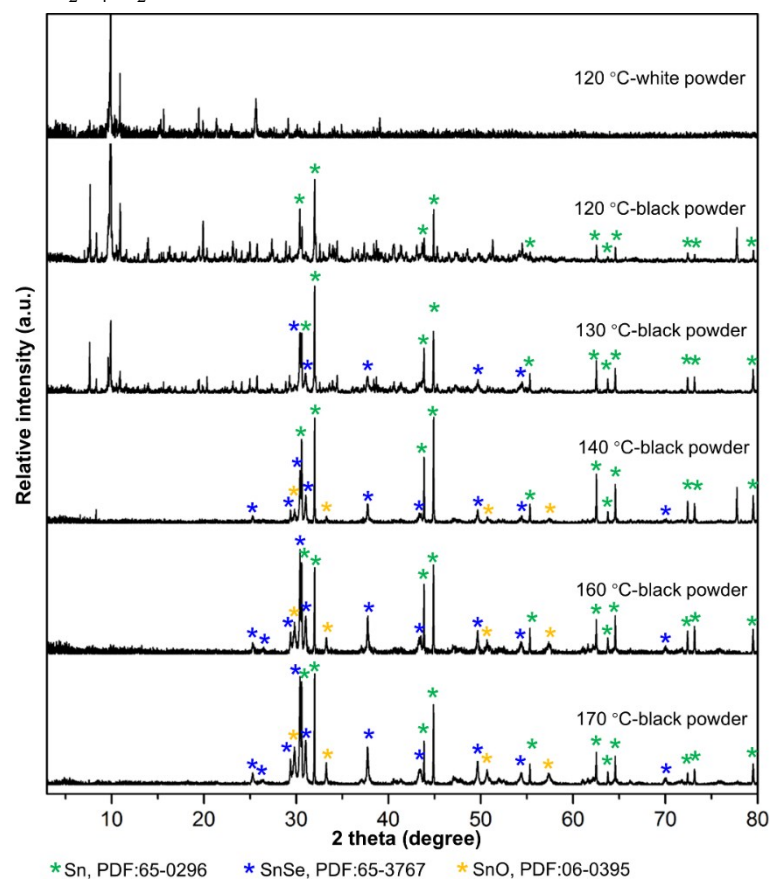 120 °C-white powder
120 °C-black powder
130 °C-black powder
140 °C-black powder
160 °C-black powder
170 °C-black powder
Relative intensity (a.u.)
10 20 30 40 50 60 70 80
2 theta (degree)
* Sn, PDF:65-0296 * SnSe, PDF:65-3767 * SnO, PDF:06-0395